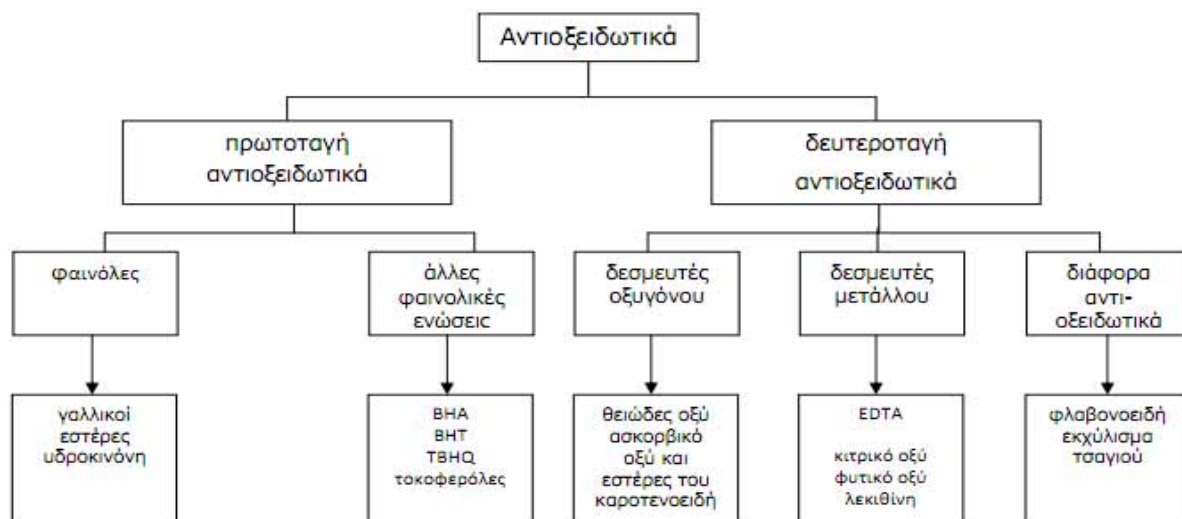 Αντιοξειδωτικά
πρωτοταγή
αντιοξειδωτικά
δευτεροταγή
αντιοξειδωτικά
φαινόλες
άλλες
φαινολικές
ενώσεις
δεσμευτές
οξυγόνου
δεσμευτές
μετάλλου
διάφορα
αντι-
οξειδωτικά
γαλλικοί
εστέρες
υδροκινόνη
BHA
BHT
TBHQ
τοκοφερόλες
θειώδες οξύ
ασκορβικό
οξύ και
εστέρες του
καροτενοειδή
EDTA
κιτρικό οξύ
φυτικό οξύ
λεκιθίνη
φλαβονοειδή
εκχύλισμα
τσαγιού